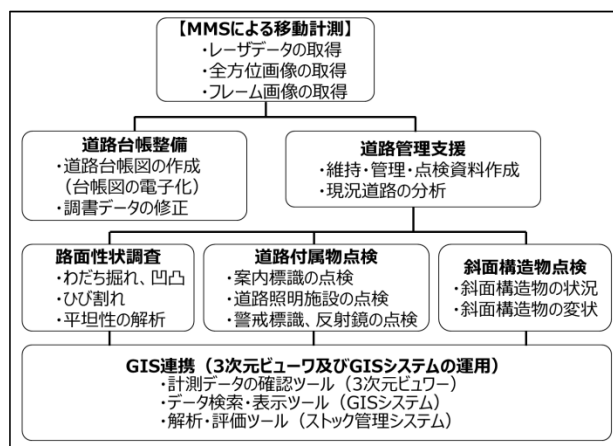 【MMSによる移動計測】
・レーザデータの取得
・全方位画像の取得
・フレーム画像の取得
道路台帳整備
・道路台帳図の作成
（台帳図の電子化）
・調書データの修正
道路管理支援
・維持・管理・点検資料作成
・現況道路の分析
路面性状調査
・わだち掘れ、凹凸
・ひび割れ
・平坦性の解析
道路付属物点検
・案内標識の点検
・道路照明施設の点検
・警戒標識、反射鏡の点検
斜面構造物点検
・斜面構造物の状況
・斜面構造物の変状
GIS連携（3次元ビューワ及びGISシステムの運用）
・計測データの確認ツール（3次元ビュワー）
・データ検索・表示ツール（GISシステム）
・解析・評価ツール（ストック管理システム）